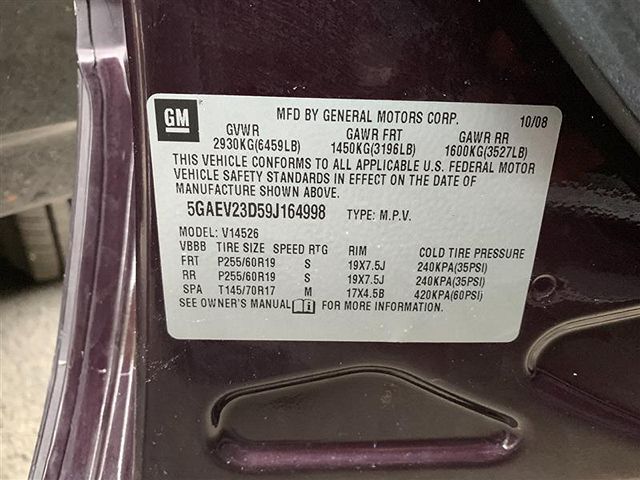 GM
MFD BY GENERAL MOTORS CORP. 10/08
GVWR GAWR FRT GAWR RR
2930KG(6459LB) 1450KG(3196LB) 1600KG(3527LB)
THIS VEHICLE CONFORMS TO ALL APPLICABLE U.S. FEDERAL MOTOR
VEHICLE SAFETY STANDARDS IN EFFECT ON THE DATE OF
MANUFACTURE SHOWN ABOVE.
5GAEV23D59J164998 TYPE: M.P.V.
MODEL: V14526
VBBB TIRE SIZE SPEED RTG RIM COLD TIRE PRESSURE
FRT P255/60R19 S 19X7.5J 240KPA(35PSI)
RR P255/60R19 S 19X7.5J 240KPA(35PSI)
SPA T145/70R17 M 17X4.5B 420KPA(60PSI)
SEE OWNER'S MANUAL FOR MORE INFORMATION.